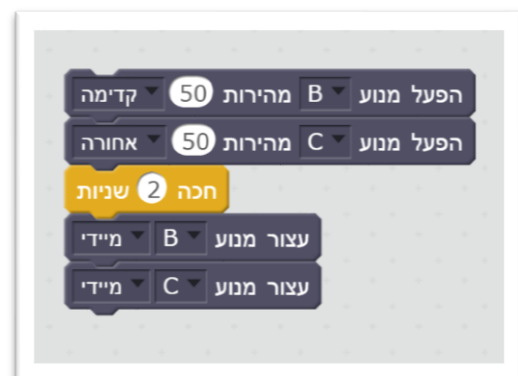 הפעל מנוע B מהירות 50 קדימה
הפעל מנוע C מהירות 50 אחורה
חכה 2 שניות
עצור מנוע B מיידי
עצור מנוע C מיידי